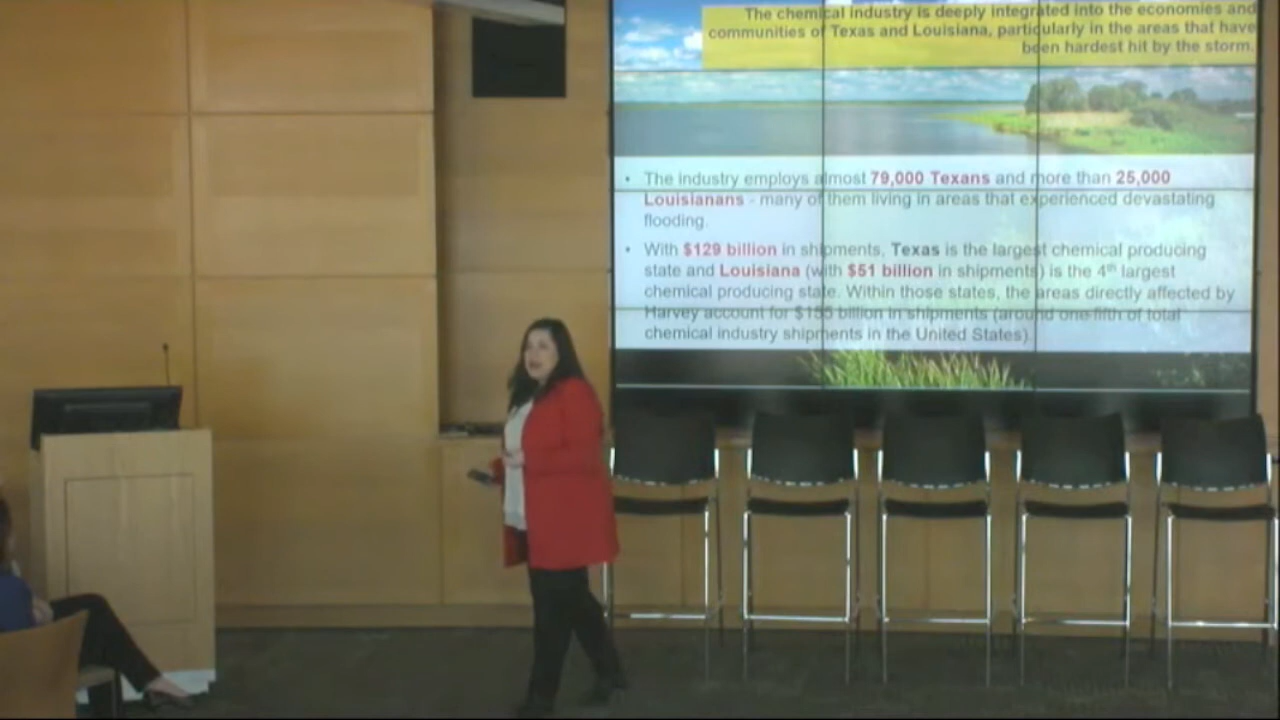 The chemical industry is deeply integrated into the economies and
communities of Texas and Louisiana, particularly in the areas that have
been hardest hit by the storm.
• The industry employs almost 79,000 Texans and more than 25,000
Louisianans - many of them living in areas that experienced devastating
flooding.
• With $129 billion in shipments, Texas is the largest chemical producing
state and Louisiana (with $51 billion in shipments) is the 4th largest
chemical producing state. Within those states, the areas directly affected by
Harvey account for $155 billion in shipments (around one fifth of total
chemical industry shipments in the United States).